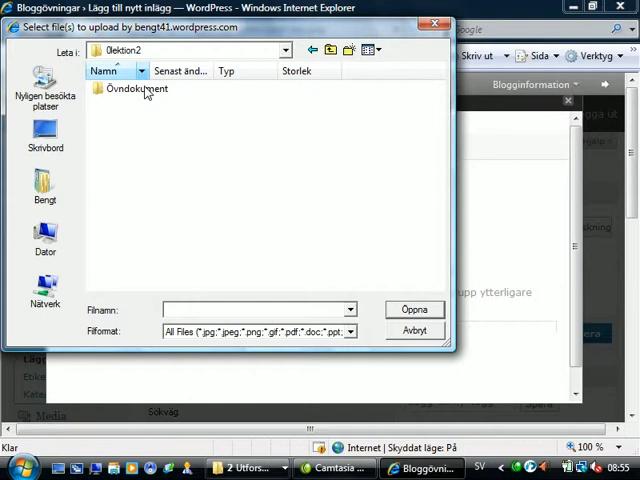 Bloggövningar › Lägg till nytt inlägg — WordPress - Windows Internet Explorer
Select file(s) to upload by bengt41.wordpress.com
Leta i:
0lektion2
Skriv ut
Verktyg
Namn
Senast änd...
Typ
Storlek
Blogginformation
Övndokument
Nyligen besökta
platser
Skrivbord
Bengt
Dator
Nätverk
upp ytterligare
Filnamn:
Öppna
Filformat:
All Files (*.jpg;*.jpeg;*.png;*.gif;*.pdf;*.doc;*.ppt;
Avbryt
Media
Sökväg
Spara
Klar
Internet | Skyddat läge: På
100 %
2 Utfors...
Camtasia ...
Bloggövnin...
SV
08:55